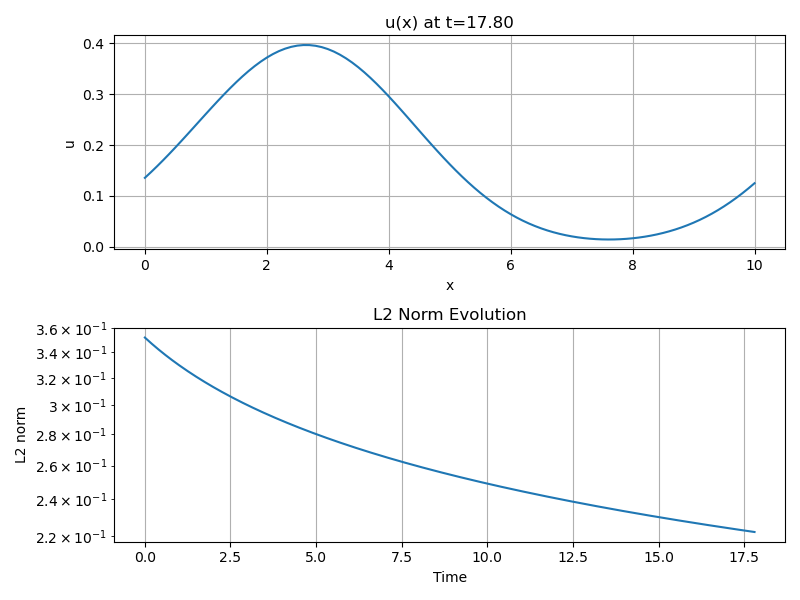 u(x) at t=17.80
0.4
0.3
0.2
0.1
0.0
u
0 2 4 6 8 10
x
L2 Norm Evolution
3.6 × 10⁻¹
3.4 × 10⁻¹
3.2 × 10⁻¹
3 × 10⁻¹
2.8 × 10⁻¹
2.6 × 10⁻¹
2.4 × 10⁻¹
2.2 × 10⁻¹
L2 norm
0.0 2.5 5.0 7.5 10.0 12.5 15.0 17.5
Time